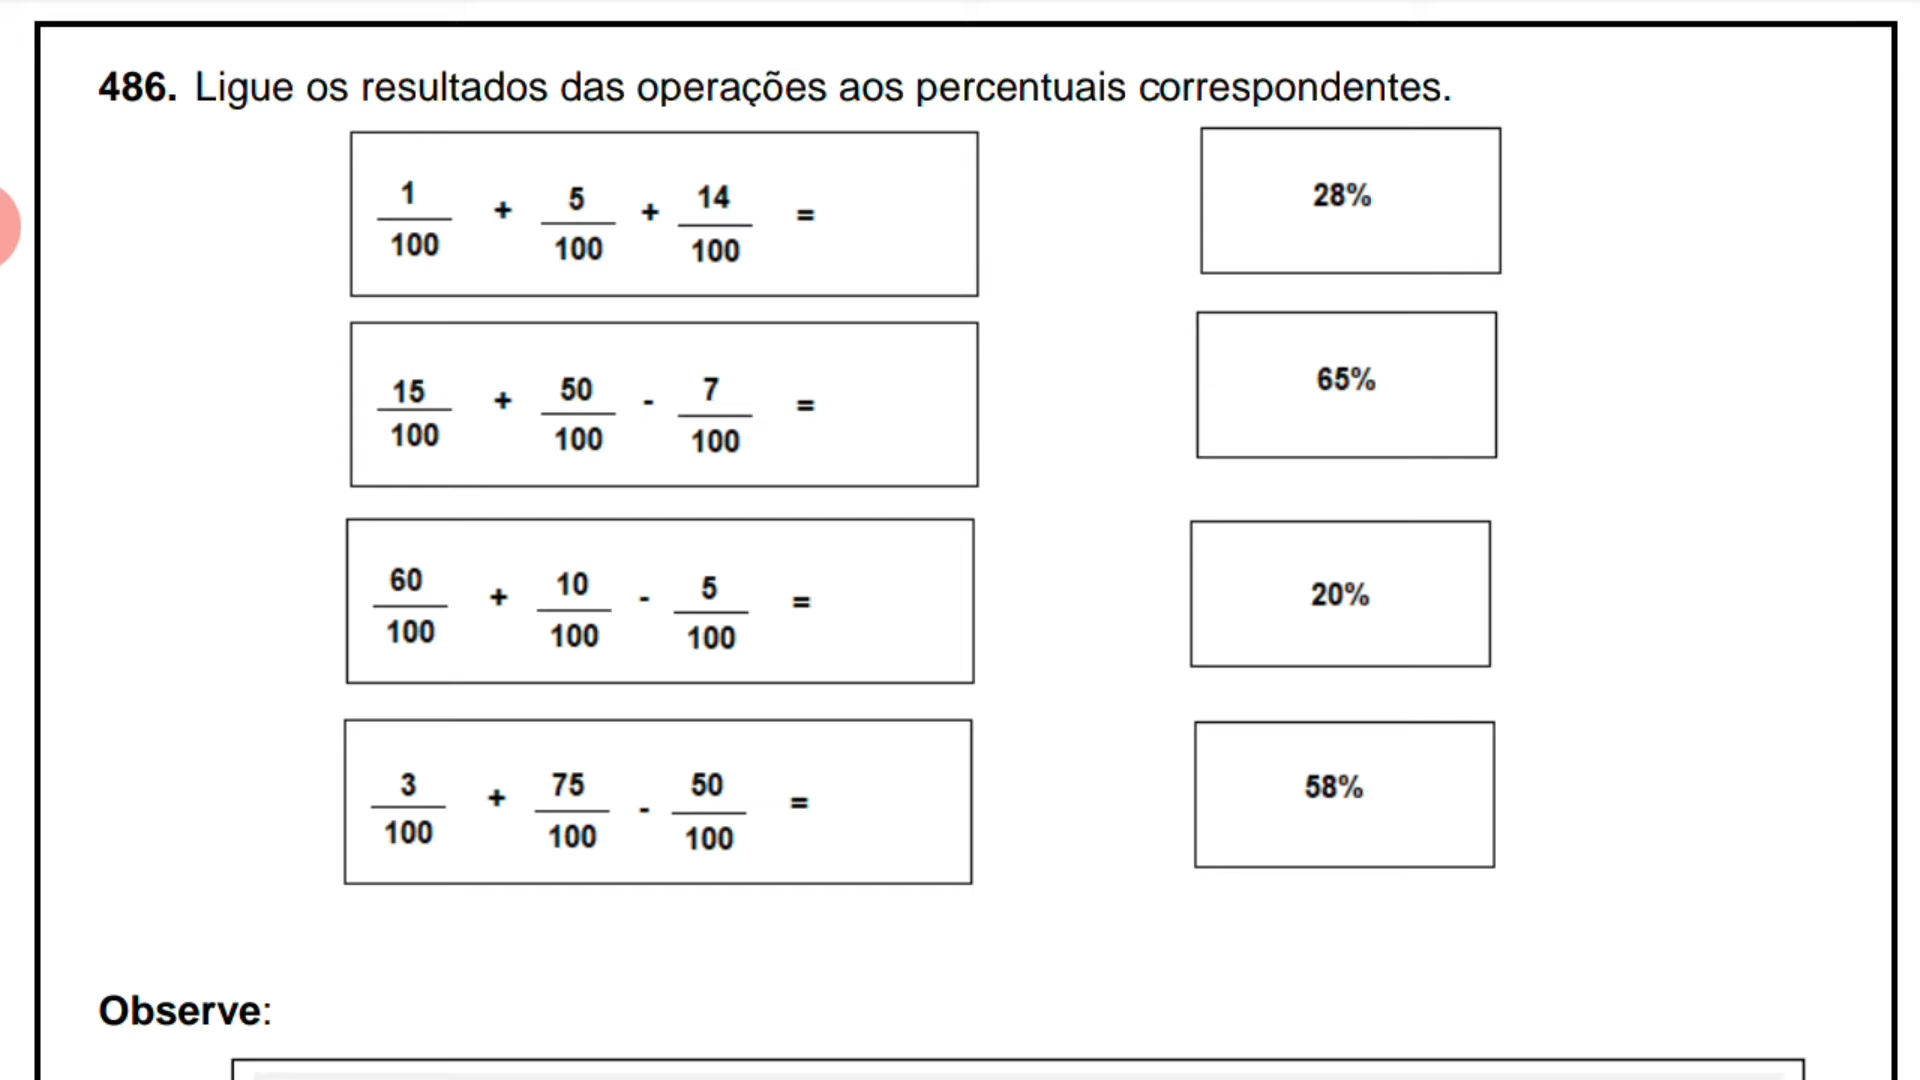 486. Ligue os resultados das operações aos percentuais correspondentes.
1/100 + 5/100 + 14/100 =
28%
15/100 + 50/100 - 7/100 =
65%
60/100 + 10/100 - 5/100 =
20%
3/100 + 75/100 - 50/100 =
58%
Observe: